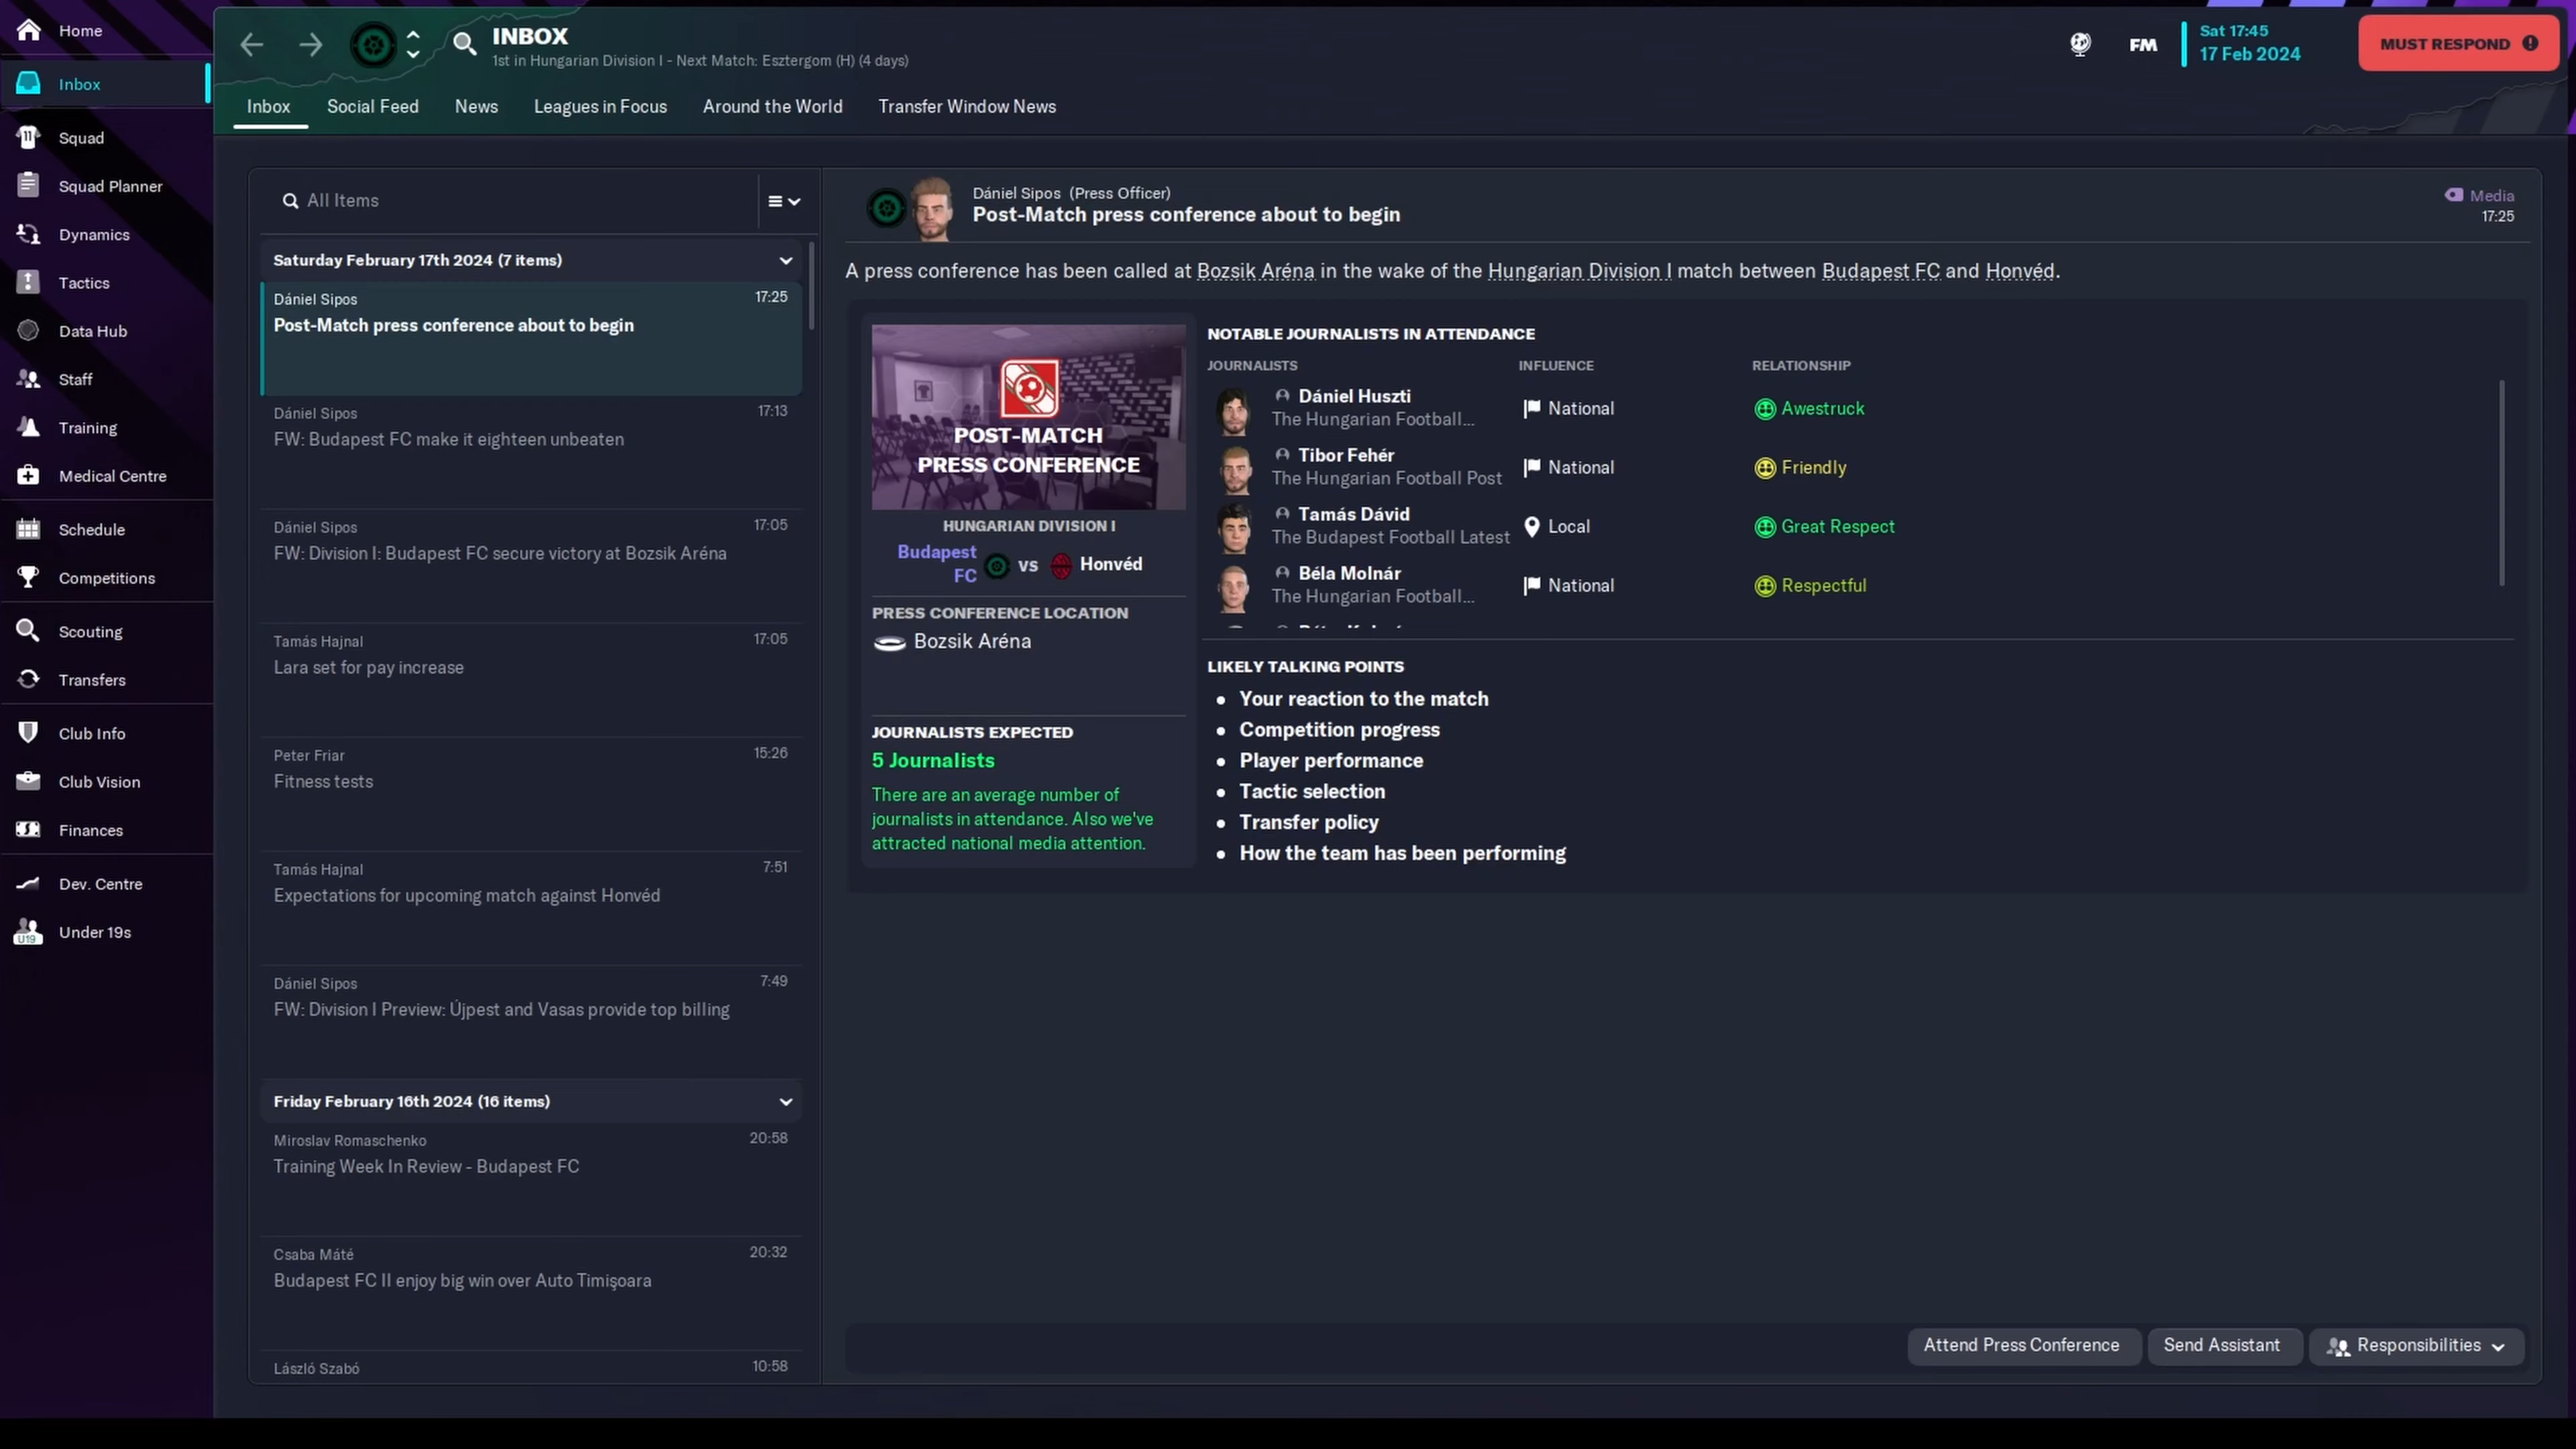 Home
Inbox
Squad
Squad Planner
Dynamics
Tactics
Data Hub
Staff
Training
Medical Centre
Schedule
Competitions
Scouting
Transfers
Club Info
Club Vision
Finances
Dev. Centre
U19
Under 19s
INBOX
1st in Hungarian Division I - Next Match: Esztergom (H) (4 days)
FM
Sat 17:45
17 Feb 2024
MUST RESPOND
Inbox Social Feed News Leagues in Focus Around the World Transfer Window News
All Items
Saturday February 17th 2024 (7 items)
Dániel Sipos 17:25
Post-Match press conference about to begin
Dániel Sipos 17:13
FW: Budapest FC make it eighteen unbeaten
Dániel Sipos 17:05
FW: Division I: Budapest FC secure victory at Bozsik Aréna
Tamás Hajnal 17:05
Lara set for pay increase
Peter Friar 15:26
Fitness tests
Tamás Hajnal 7:51
Expectations for upcoming match against Honvéd
Dániel Sipos 7:49
FW: Division I Preview: Újpest and Vasas provide top billing
Friday February 16th 2024 (16 items)
Miroslav Romaschenko 20:58
Training Week In Review - Budapest FC
Csaba Máté 20:32
Budapest FC II enjoy big win over Auto Timişoara
László Szabó 10:58
Dániel Sipos (Press Officer)
Post-Match press conference about to begin
Media
17:25
A press conference has been called at Bozsik Aréna in the wake of the Hungarian Division I match between Budapest FC and Honvéd.
POST-MATCH
PRESS CONFERENCE
HUNGARIAN DIVISION I
Budapest
FC vs Honvéd
PRESS CONFERENCE LOCATION
Bozsik Aréna
JOURNALISTS EXPECTED
5 Journalists
There are an average number of
journalists in attendance. Also we've
attracted national media attention.
NOTABLE JOURNALISTS IN ATTENDANCE
JOURNALISTS INFLUENCE RELATIONSHIP
Dániel Huszti
The Hungarian Football...
National Awestruck
Tibor Fehér
The Hungarian Football Post
National Friendly
Tamás Dávid
The Budapest Football Latest
Local Great Respect
Béla Molnár
The Hungarian Football...
National Respectful
LIKELY TALKING POINTS
• Your reaction to the match
• Competition progress
• Player performance
• Tactic selection
• Transfer policy
• How the team has been performing
Attend Press Conference Send Assistant Responsibilities